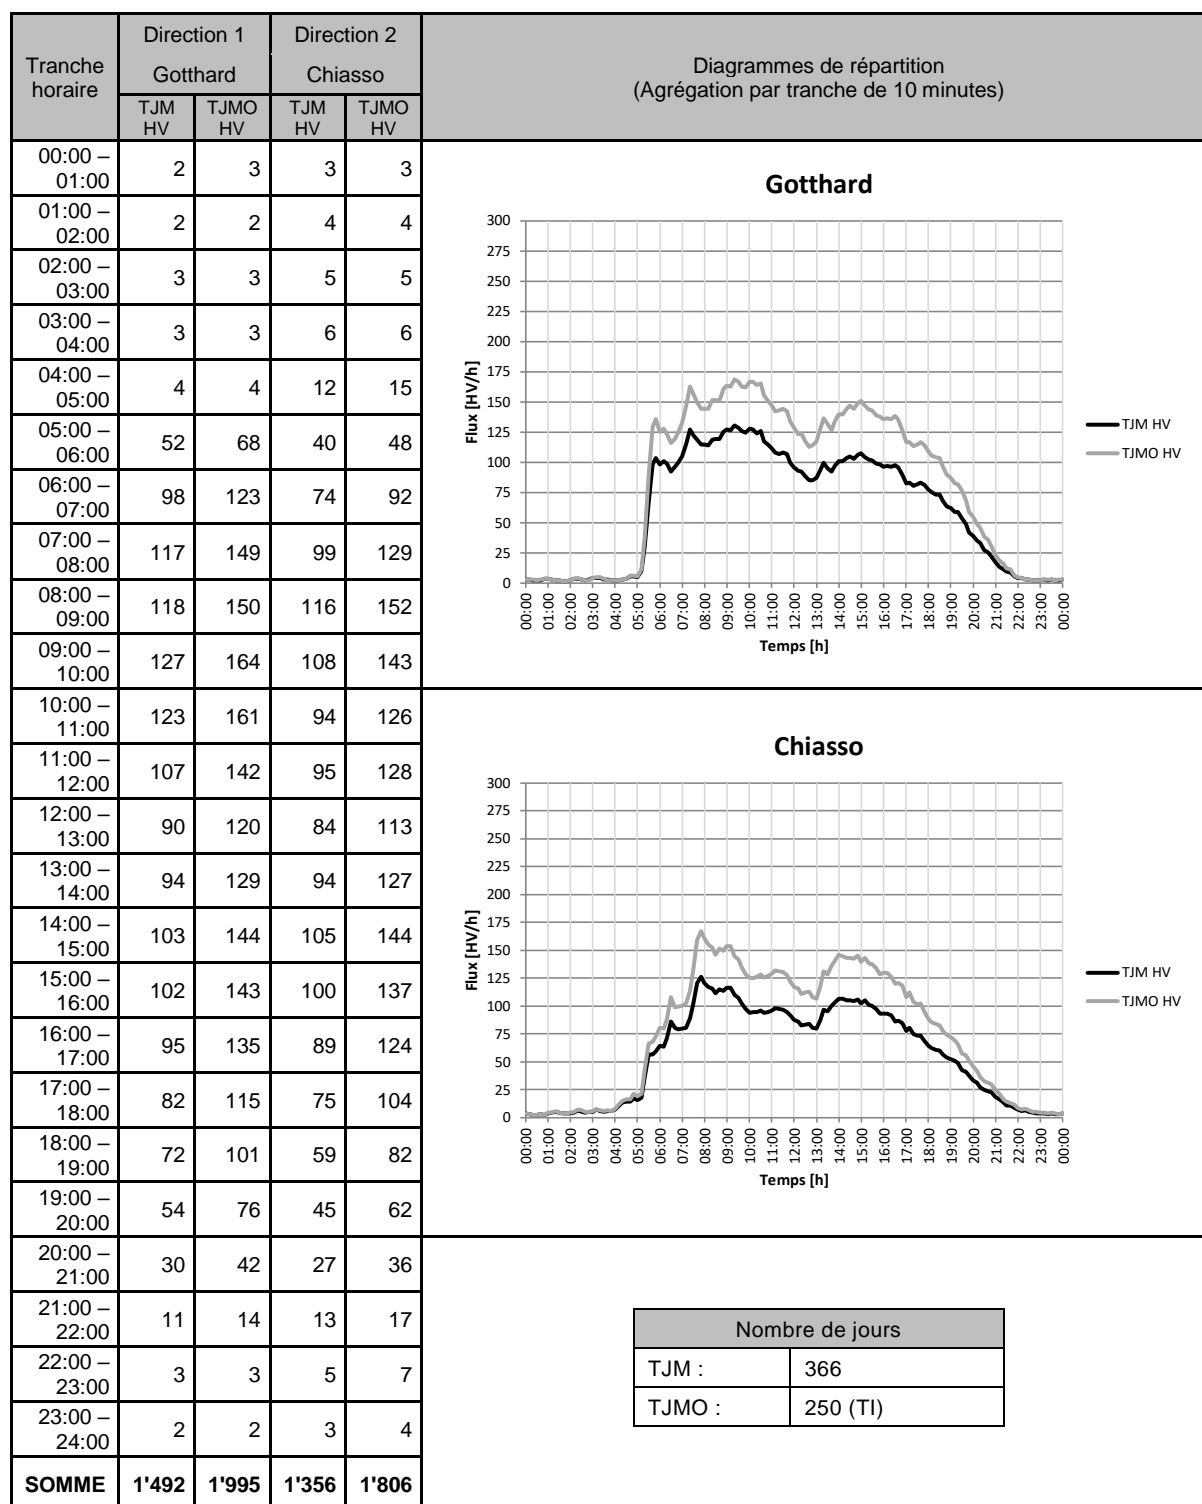 Tranche horaire
Direction 1
Direction 2
Diagrammes de répartition
(Agrégation par tranche de 10 minutes)
Gotthard
Chiasso
TJM HV
TJMO HV
TJM HV
TJMO HV
00:00 – 01:00 2 3 3 3
01:00 – 02:00 2 2 4 4
02:00 – 03:00 3 3 5 5
03:00 – 04:00 3 3 6 6
04:00 – 05:00 4 4 12 15
05:00 – 06:00 52 68 40 48
06:00 – 07:00 98 123 74 92
07:00 – 08:00 117 149 99 129
08:00 – 09:00 118 150 116 152
09:00 – 10:00 127 164 108 143
10:00 – 11:00 123 161 94 126
11:00 – 12:00 107 142 95 128
12:00 – 13:00 90 120 84 113
13:00 – 14:00 94 129 94 127
14:00 – 15:00 103 144 105 144
15:00 – 16:00 102 143 100 137
16:00 – 17:00 95 135 89 124
17:00 – 18:00 82 115 75 104
18:00 – 19:00 72 101 59 82
19:00 – 20:00 54 76 45 62
20:00 – 21:00 30 42 27 36
21:00 – 22:00 11 14 13 17
22:00 – 23:00 3 3 5 7
23:00 – 24:00 2 2 3 4
SOMME 1'492 1'995 1'356 1'806
Gotthard
300
275
250
225
200
175
150
125
100
75
50
25
0
Flux [HV/h]
00:00 01:00 02:00 03:00 04:00 05:00 06:00 07:00 08:00 09:00 10:00 11:00 12:00 13:00 14:00 15:00 16:00 17:00 18:00 19:00 20:00 21:00 22:00 23:00 00:00
Temps [h]
TJM HV
TJMO HV
Chiasso
300
275
250
225
200
175
150
125
100
75
50
25
0
Flux [HV/h]
00:00 01:00 02:00 03:00 04:00 05:00 06:00 07:00 08:00 09:00 10:00 11:00 12:00 13:00 14:00 15:00 16:00 17:00 18:00 19:00 20:00 21:00 22:00 23:00 00:00
Temps [h]
TJM HV
TJMO HV
Nombre de jours
TJM : 366
TJMO : 250 (TI)